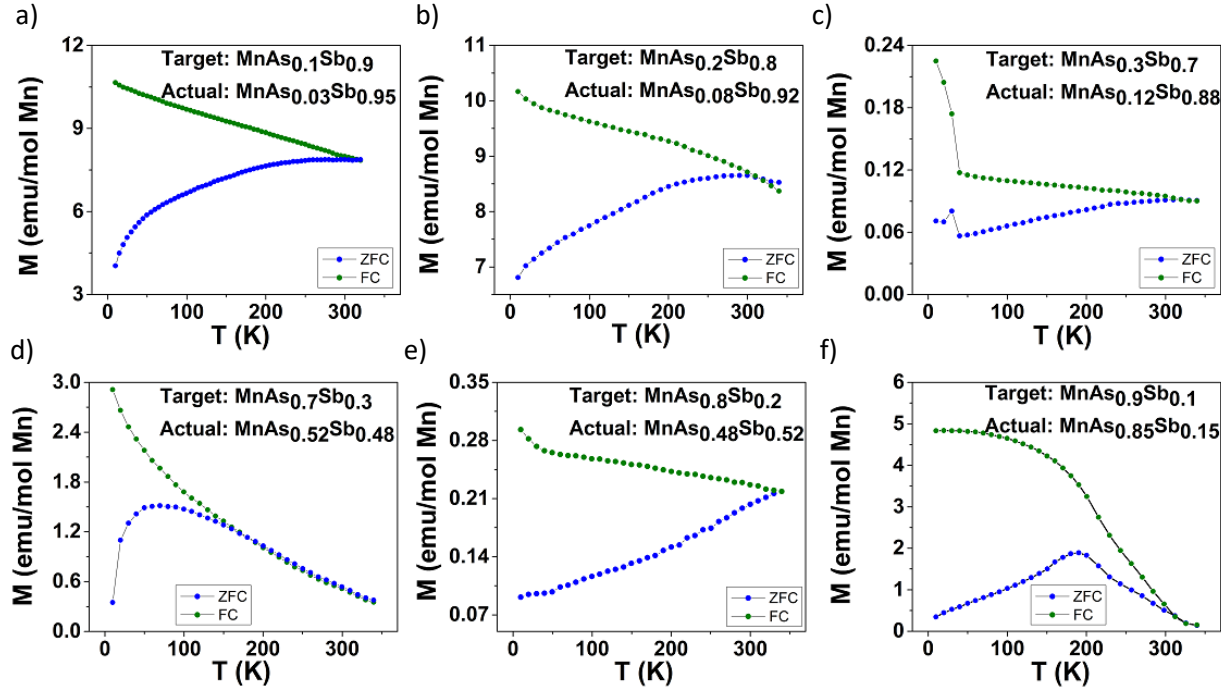 a)
12
9
6
3
M (emu/mol Mn)
Target: MnAs0.1Sb0.9
Actual: MnAs0.03Sb0.95
ZFC
FC
100
200
300
T (K)
b)
11
10
9
8
7
M (emu/mol Mn)
Target: MnAs0.2Sb0.8
Actual: MnAs0.08Sb0.92
ZFC
FC
100
200
300
T (K)
c)
0.24
0.18
0.12
0.06
0.00
M (emu/mol Mn)
Target: MnAs0.3Sb0.7
Actual: MnAs0.12Sb0.88
ZFC
FC
0
100
200
300
T (K)
d)
3.0
2.4
1.8
1.2
0.6
0.0
M (emu/mol Mn)
Target: MnAs0.7Sb0.3
Actual: MnAs0.52Sb0.48
ZFC
FC
0
100
200
300
T (K)
e)
0.35
0.28
0.21
0.14
0.07
M (emu/mol Mn)
Target: MnAs0.8Sb0.2
Actual: MnAs0.48Sb0.52
ZFC
FC
0
100
200
300
T (K)
f)
6
5
4
3
2
1
0
M (emu/mol Mn)
Target: MnAs0.9Sb0.1
Actual: MnAs0.85Sb0.15
ZFC
FC
0
100
200
300
T (K)